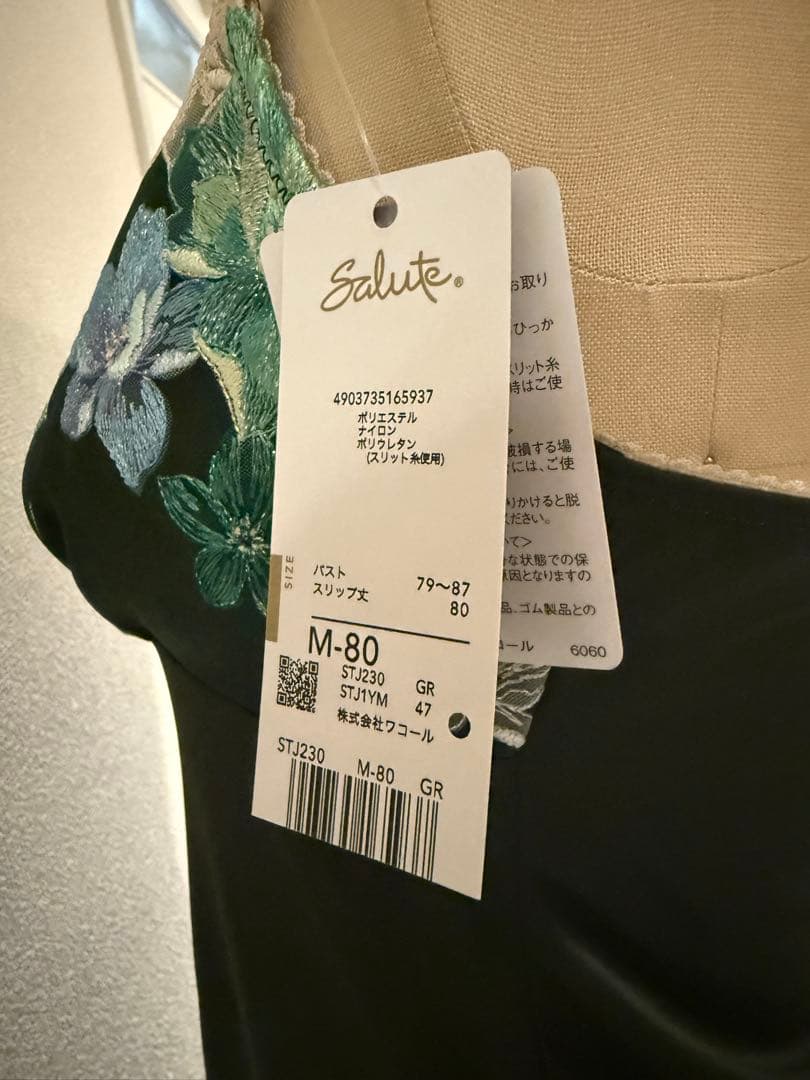 Salute®
4903735165937
ポリエステル
ナイロン
ポリウレタン
(スリット糸使用)
SIZE
バスト 79〜87
スリップ丈 80
M-80
STJ230 GR
STJ1YM 47
株式会社ワコール
STJ230 M-80 GR
お取り
ひっか
スリット糸
時はご使
>
破損する場
には、ご使
りかけると脱
ください。
いて>
な状態での保
原因となりますの
品、ゴム製品との
コール 6060